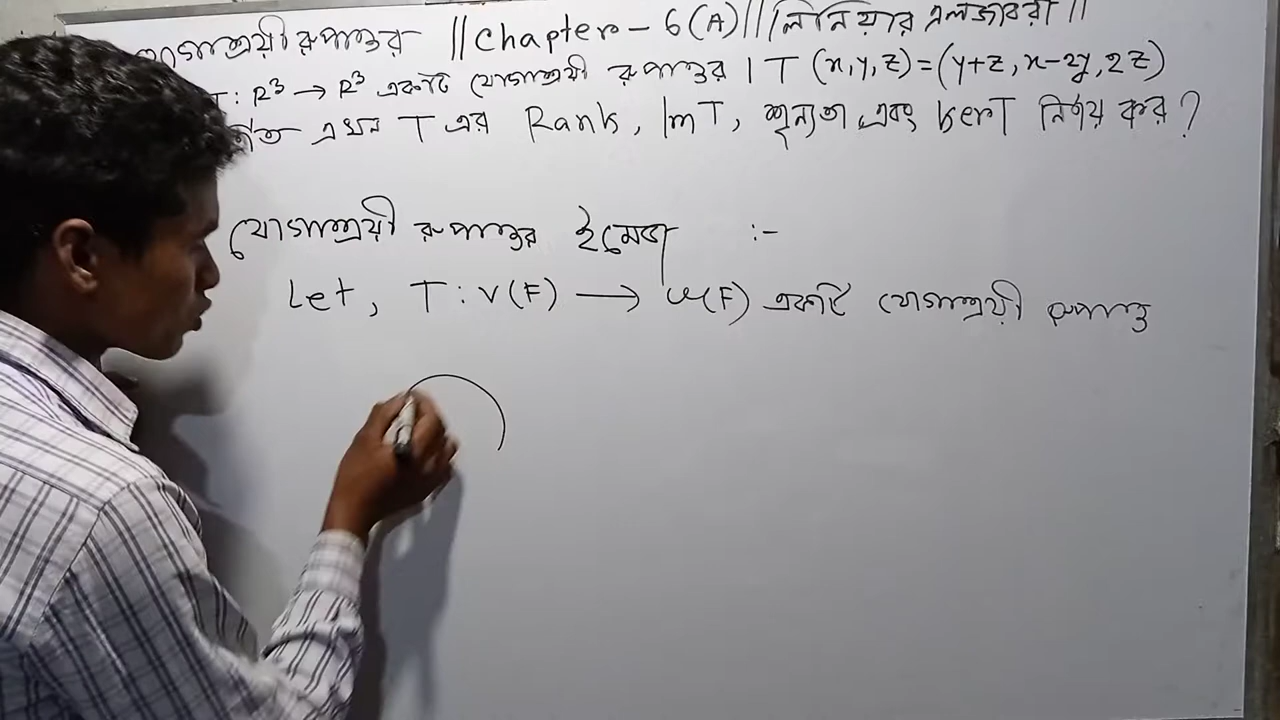 যোগাশ্রয়ী রুপান্তর || Chapter - 6(A) || লিনিয়ার এলজাবরা ||
T : R³ → R³ একটি যোগাশ্রয়ী রুপান্তর । T (x,y,z)=(y+z, x-2y, 2z)
এখন T এর Rank, ImT, শূন্যতা এবং KerT নির্ণয় কর ?
যোগাশ্রয়ী রুপান্তর ইমেজ :-
Let, T : V(F) → U(F) একটি যোগাশ্রয়ী রুপান্ত